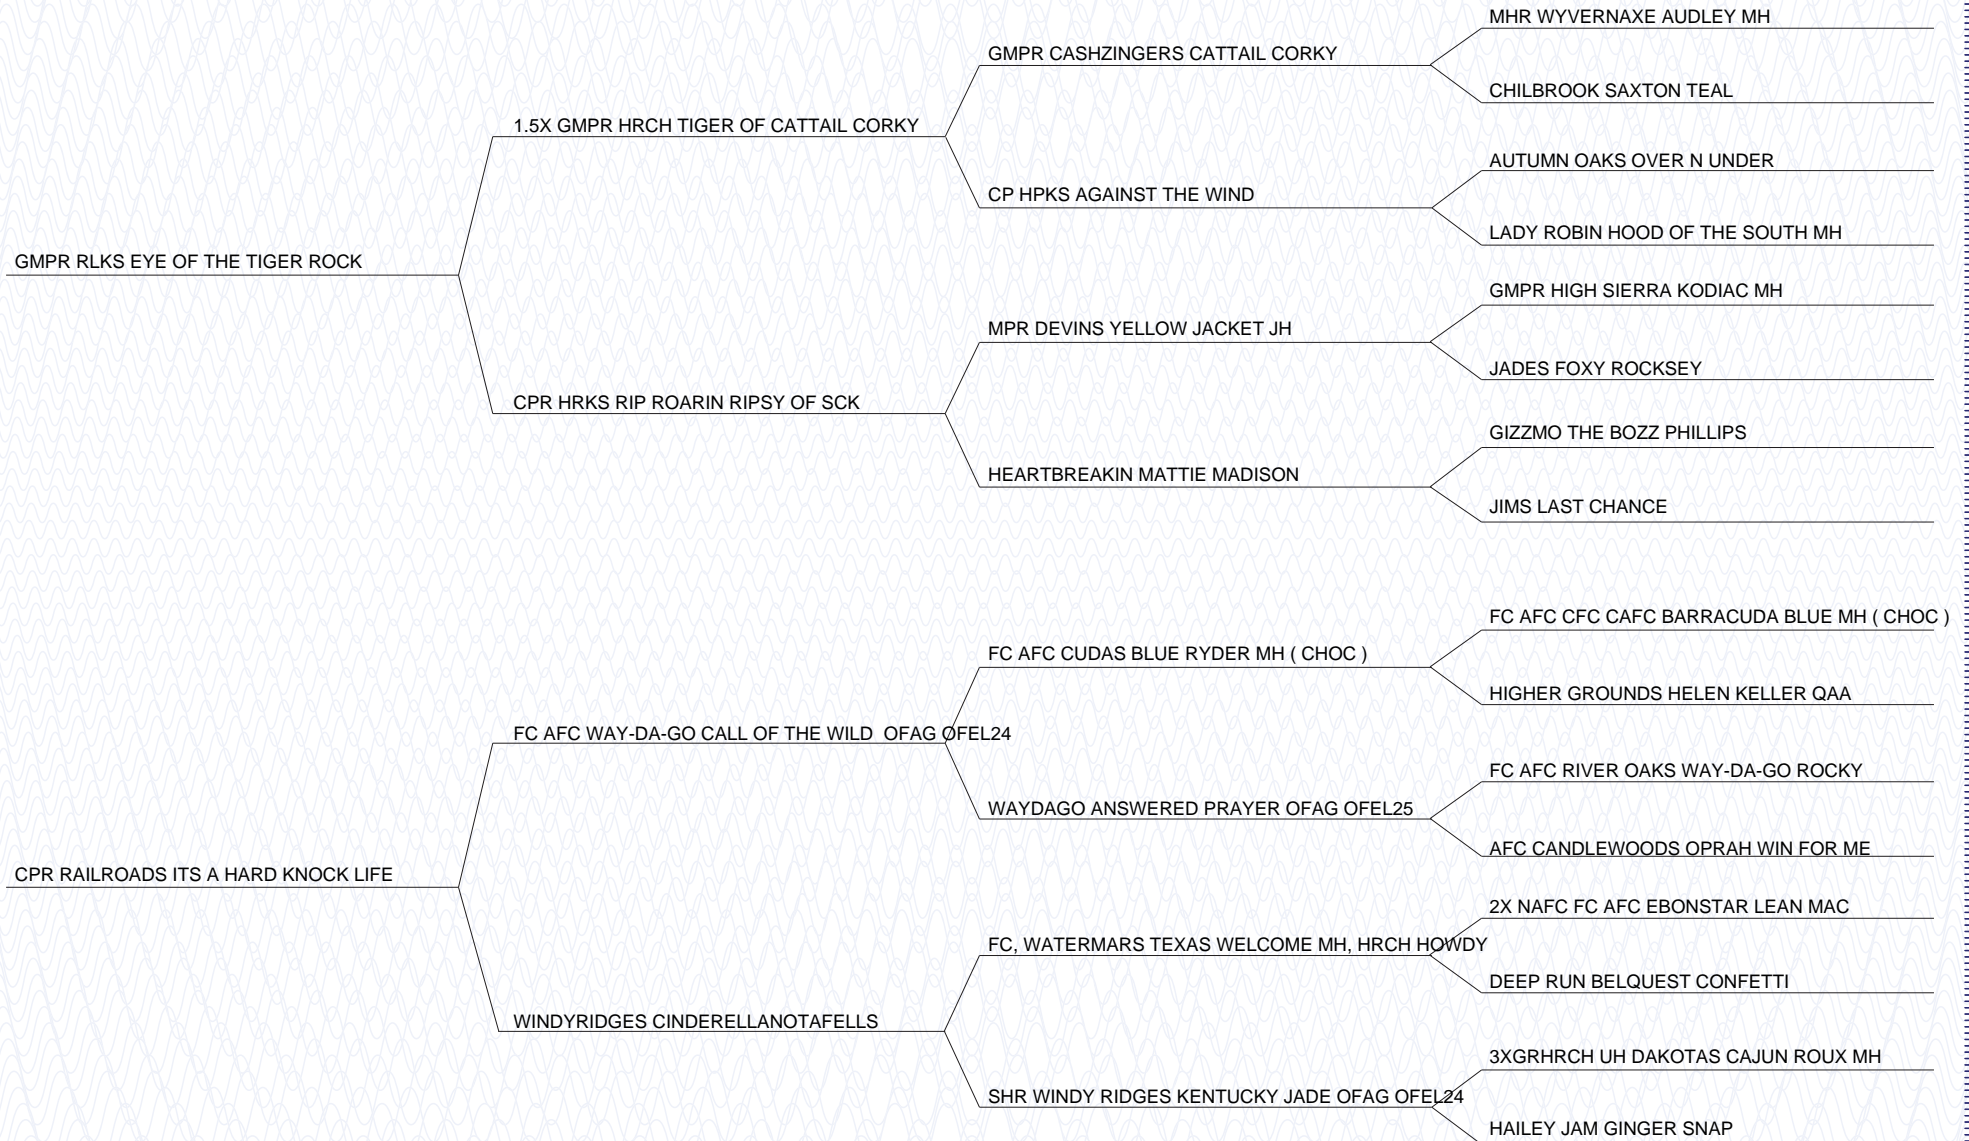 MHR WYVERNAXE AUDLEY MH
GMPR CASHZINGERS CATTAIL CORKY
CHILBROOK SAXTON TEAL
1.5X GMPR HRCH TIGER OF CATTAIL CORKY
AUTUMN OAKS OVER N UNDER
CP HPKS AGAINST THE WIND
LADY ROBIN HOOD OF THE SOUTH MH
GMPR RLKS EYE OF THE TIGER ROCK
GMPR HIGH SIERRA KODIAC MH
MPR DEVINS YELLOW JACKET JH
JADES FOXY ROCKSEY
CPR HRKS RIP ROARIN RIPSY OF SCK
GIZZMO THE BOZZ PHILLIPS
HEARTBREAKIN MATTIE MADISON
JIMS LAST CHANCE
FC AFC CFC CAFC BARRACUDA BLUE MH ( CHOC )
FC AFC CUDAS BLUE RYDER MH ( CHOC )
HIGHER GROUNDS HELEN KELLER QAA
FC AFC WAY-DA-GO CALL OF THE WILD  OFAG OFEL24
FC AFC RIVER OAKS WAY-DA-GO ROCKY
WAYDAGO ANSWERED PRAYER OFAG OFEL25
AFC CANDLEWOODS OPRAH WIN FOR ME
CPR RAILROADS ITS A HARD KNOCK LIFE
2X NAFC FC AFC EBONSTAR LEAN MAC
FC, WATERMARS TEXAS WELCOME MH, HRCH HOWDY
DEEP RUN BELQUEST CONFETTI
WINDYRIDGES CINDERELLANOTAFELLS
3XGRHRCH UH DAKOTAS CAJUN ROUX MH
SHR WINDY RIDGES KENTUCKY JADE OFAG OFEL24
HAILEY JAM GINGER SNAP